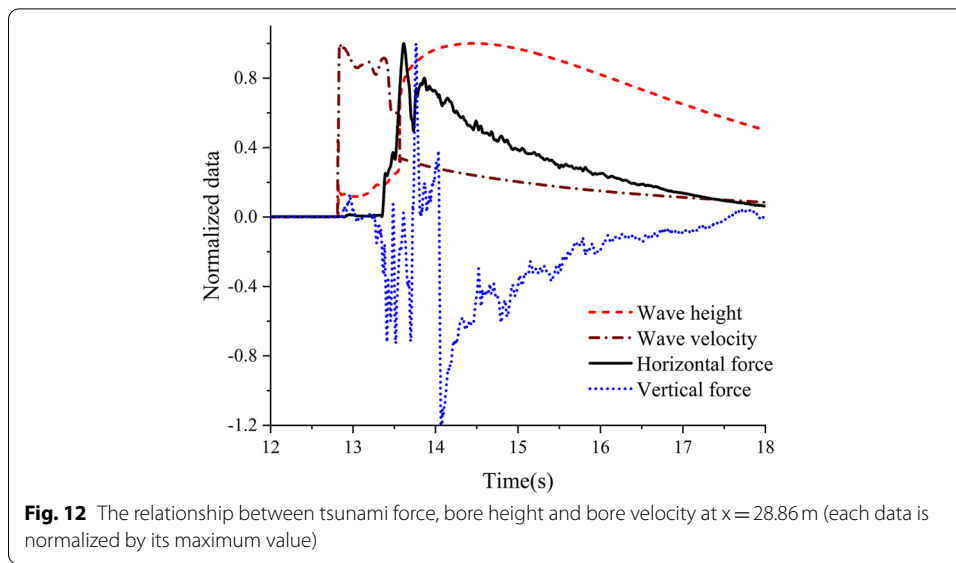 Normalized data
0.8
0.4
0.0
-0.4
-0.8
-1.2
Wave height
Wave velocity
Horizontal force
Vertical force
12 13 14 15 16 17 18
Time(s)
Fig. 12 The relationship between tsunami force, bore height and bore velocity at x = 28.86 m (each data is
normalized by its maximum value)